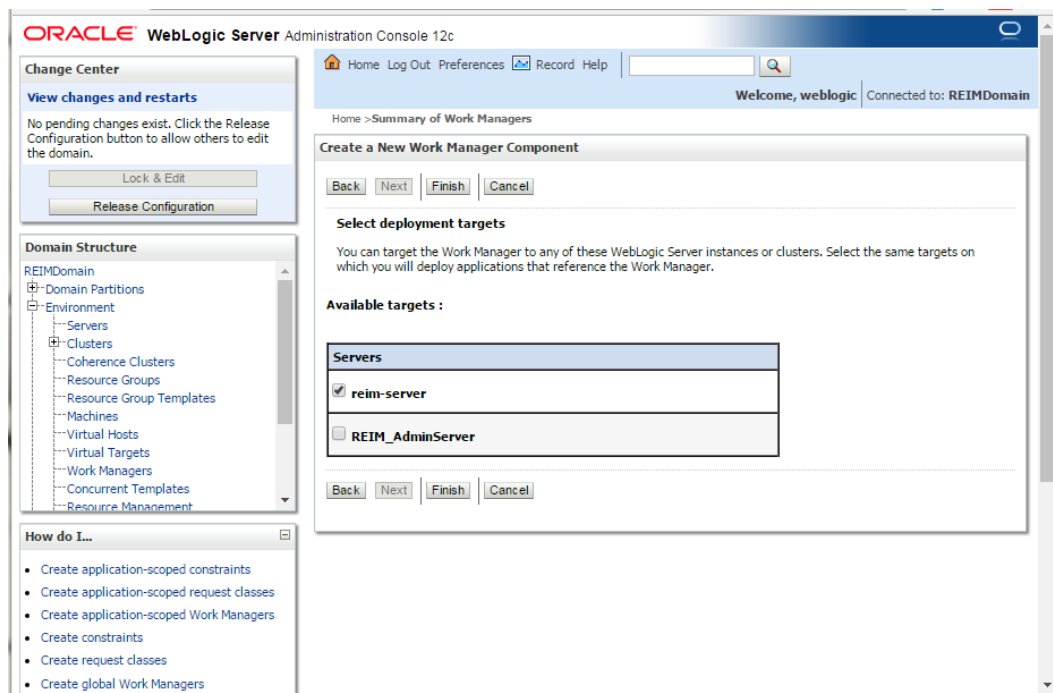 ORACLE WebLogic Server Administration Console 12c
Change Center
View changes and restarts
No pending changes exist. Click the Release
Configuration button to allow others to edit
the domain.
Lock & Edit
Release Configuration
Domain Structure
REIMDomain
Domain Partitions
Environment
Servers
Clusters
Coherence Clusters
Resource Groups
Resource Group Templates
Machines
Virtual Hosts
Virtual Targets
Work Managers
Concurrent Templates
Resource Management
How do I...
Create application-scoped constraints
Create application-scoped request classes
Create application-scoped Work Managers
Create constraints
Create request classes
Create global Work Managers
Home Log Out Preferences Record Help
Welcome, weblogic Connected to: REIMDomain
Home >Summary of Work Managers
Create a New Work Manager Component
Back Next Finish Cancel
Select deployment targets
You can target the Work Manager to any of these WebLogic Server instances or clusters. Select the same targets on
which you will deploy applications that reference the Work Manager.
Available targets :
Servers
reim-server
REIM_AdminServer
Back Next Finish Cancel